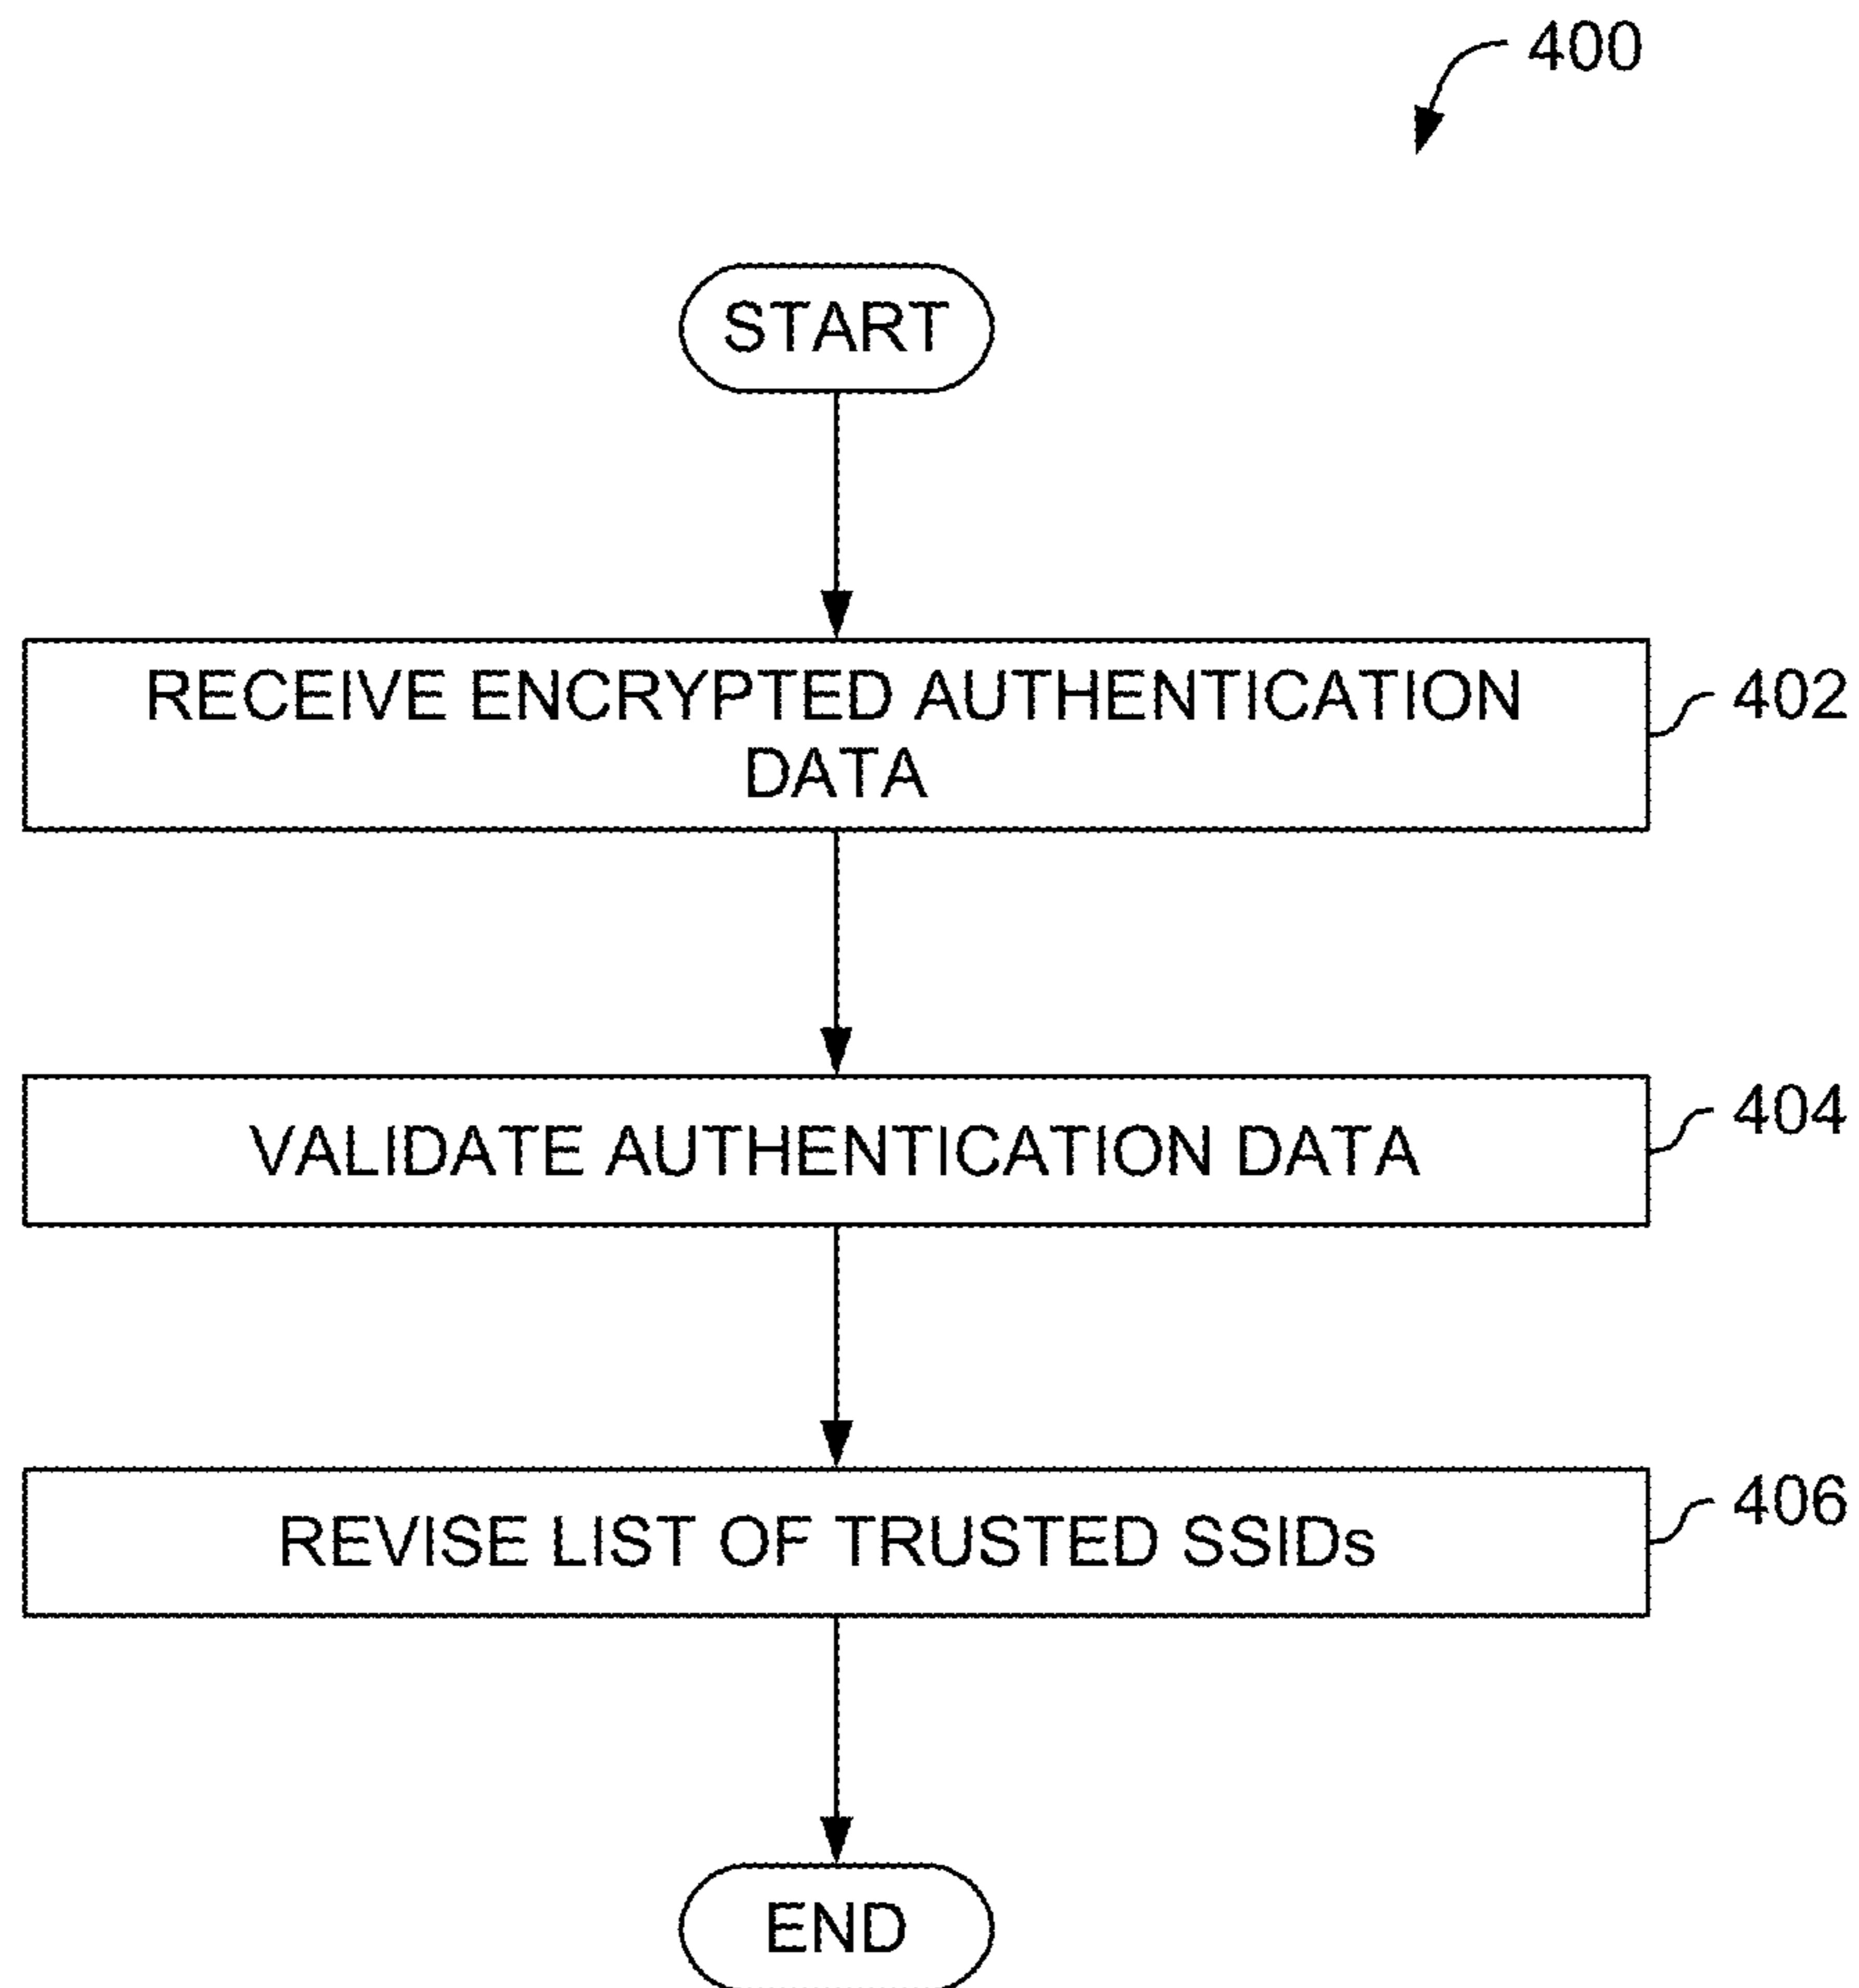 400
START
RECEIVE ENCRYPTED AUTHENTICATION
DATA
402
VALIDATE AUTHENTICATION DATA
404
REVISE LIST OF TRUSTED SSIDs
406
END